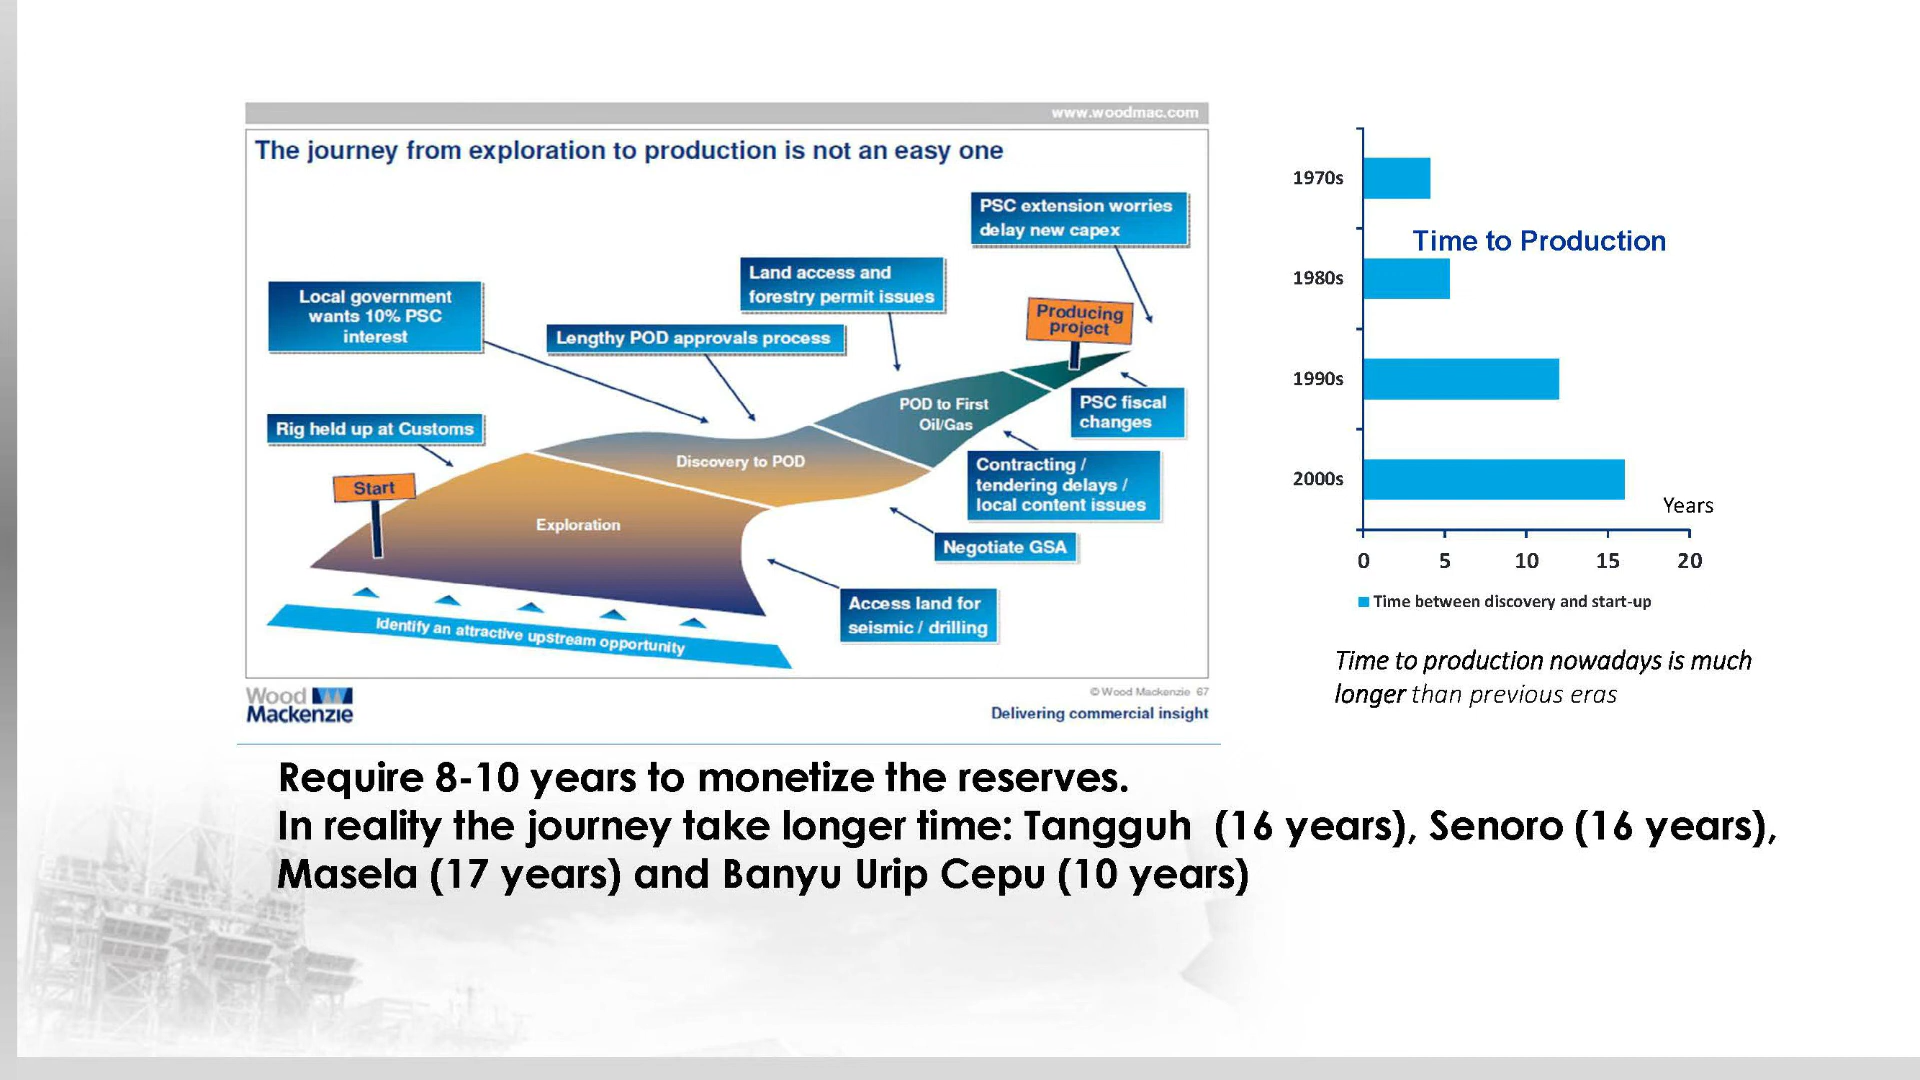 www.woodmac.com
The journey from exploration to production is not an easy one
PSC extension worries
delay new capex
Land access and
forestry permit issues
Local government
wants 10% PSC
interest
Lengthy POD approvals process
Producing
project
Rig held up at Customs
PSC fiscal
changes
POD to First
Oil/Gas
Discovery to POD
Contracting /
tendering delays /
local content issues
Start
Exploration
Negotiate GSA
Access land for
seismic / drilling
Identify an attractive upstream opportunity
Wood
Mackenzie
© Wood Mackenzie 67
Delivering commercial insight
1970s
Time to Production
1980s
1990s
2000s
Years
0 5 10 15 20
Time between discovery and start-up
Time to production nowadays is much
longer than previous eras
Require 8-10 years to monetize the reserves.
In reality the journey take longer time: Tangguh (16 years), Senoro (16 years),
Masela (17 years) and Banyu Urip Cepu (10 years)